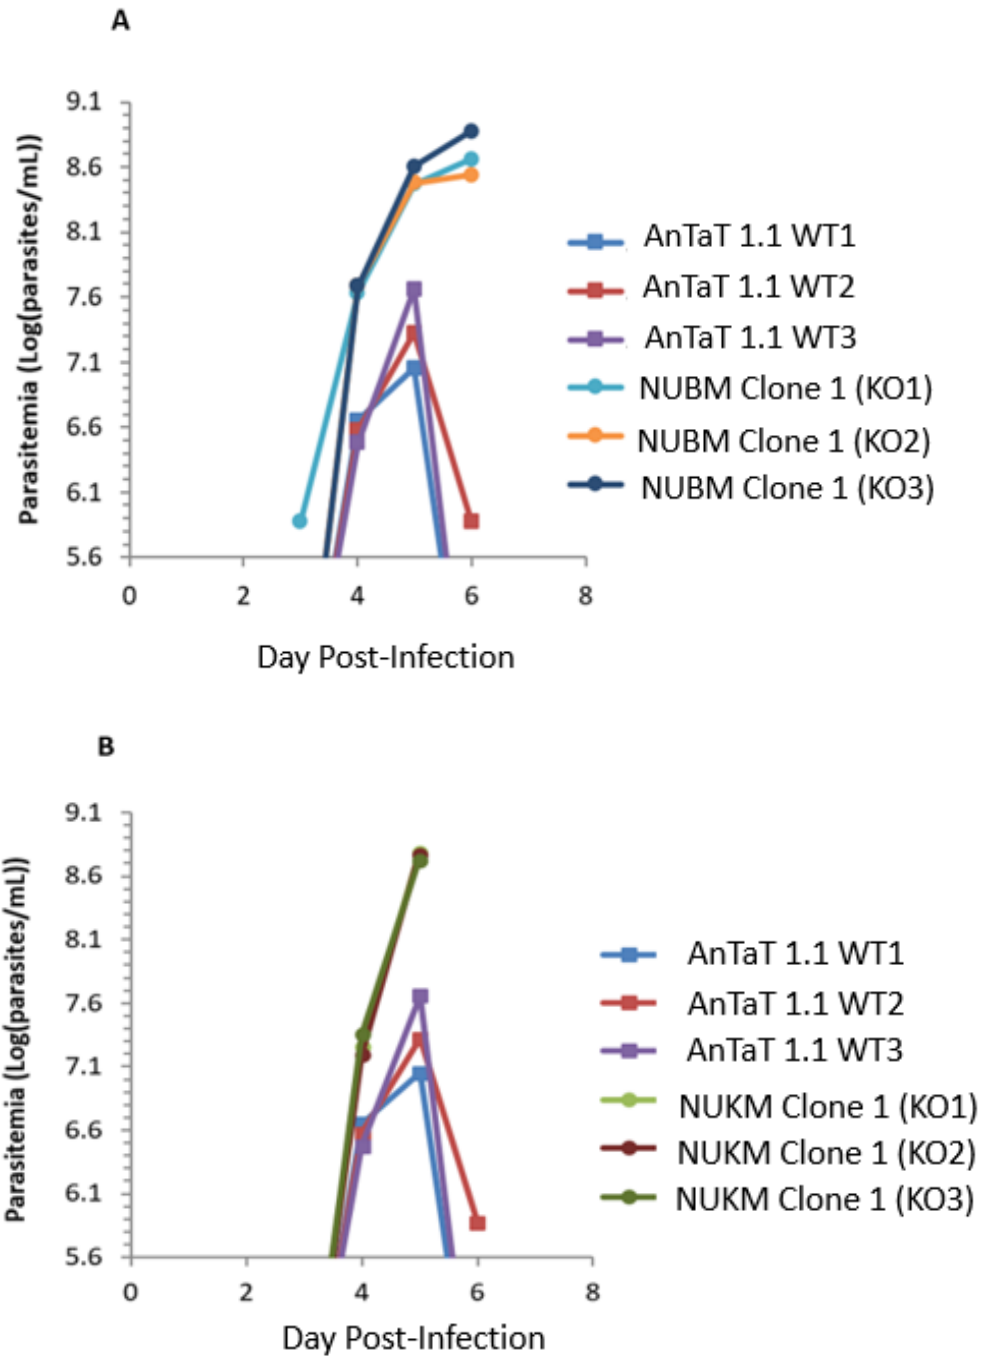 A
Parasitemia (Log(parasites/mL))
9.1
8.6
8.1
7.6
7.1
6.6
6.1
5.6
0 2 4 6 8
Day Post-Infection
AnTaT 1.1 WT1
AnTaT 1.1 WT2
AnTaT 1.1 WT3
NUBM Clone 1 (KO1)
NUBM Clone 1 (KO2)
NUBM Clone 1 (KO3)
B
Parasitemia (Log(parasites/mL))
9.1
8.6
8.1
7.6
7.1
6.6
6.1
5.6
0 2 4 6 8
Day Post-Infection
AnTaT 1.1 WT1
AnTaT 1.1 WT2
AnTaT 1.1 WT3
NUKM Clone 1 (KO1)
NUKM Clone 1 (KO2)
NUKM Clone 1 (KO3)